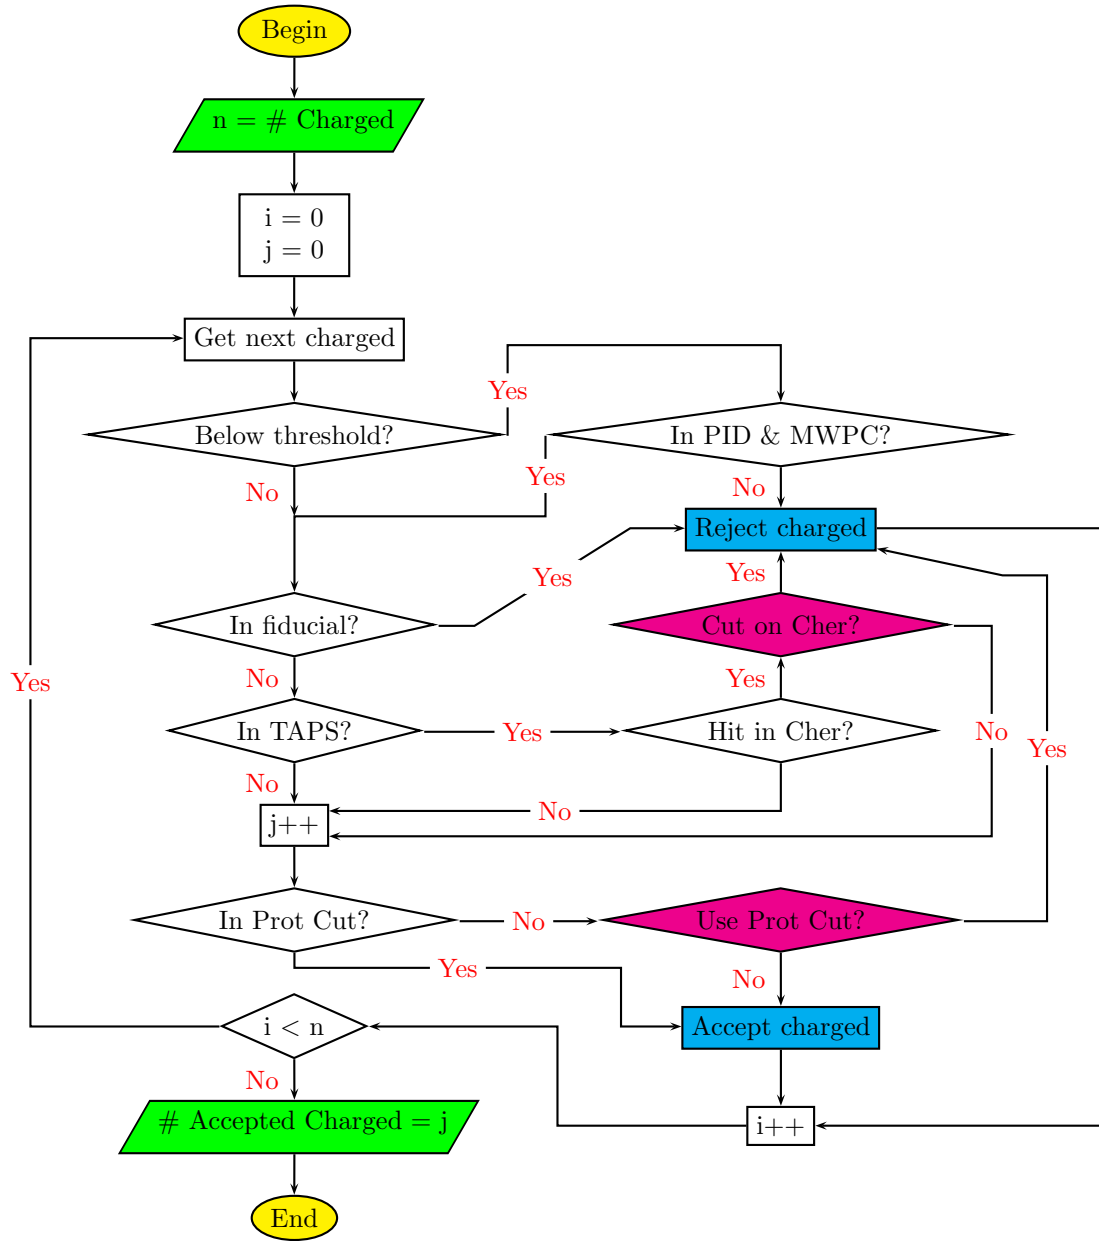 Begin
n = # Charged
i = 0
j = 0
Get next charged
Yes
Below threshold?
In PID & MWPC?
Yes
No
No
Reject charged
Yes
Yes
In fiducial?
Cut on Cher?
No
Yes
Yes
In TAPS?
Yes
Hit in Cher?
No
Yes
No
No
j++
In Prot Cut?
No
Use Prot Cut?
Yes
No
i < n
Accept charged
No
# Accepted Charged = j
i++
End